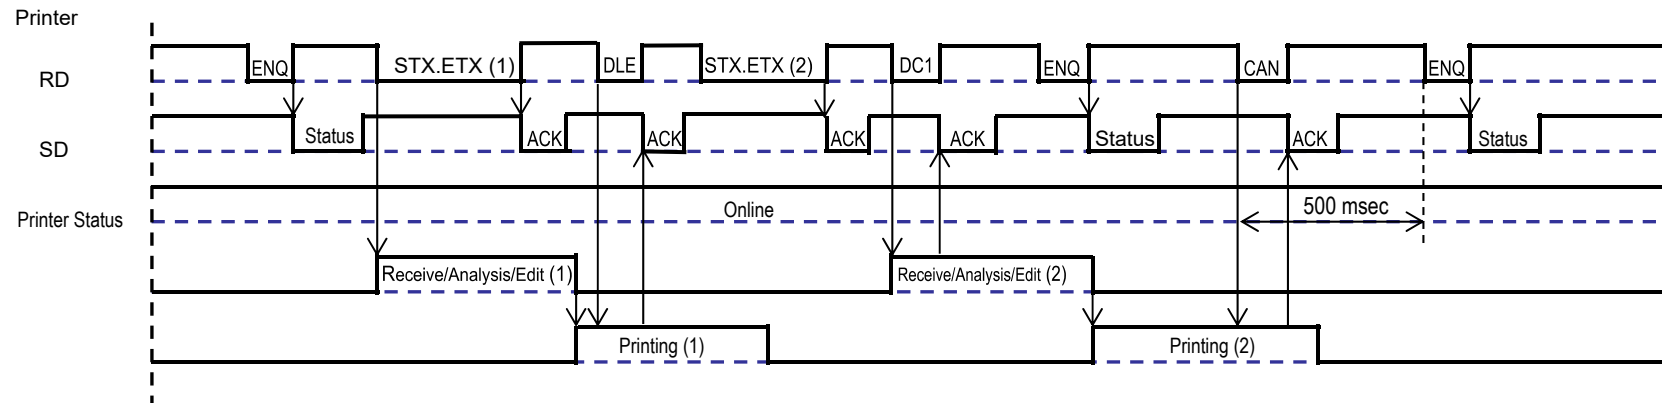 Printer
RD
ENQ STX.ETX (1) DLE STX.ETX (2) DC1 ENQ CAN ENQ
SD
Status ACK ACK ACK ACK Status ACK Status
Printer Status
Online
500 msec
Receive/Analysis/Edit (1) Receive/Analysis/Edit (2)
Printing (1) Printing (2)